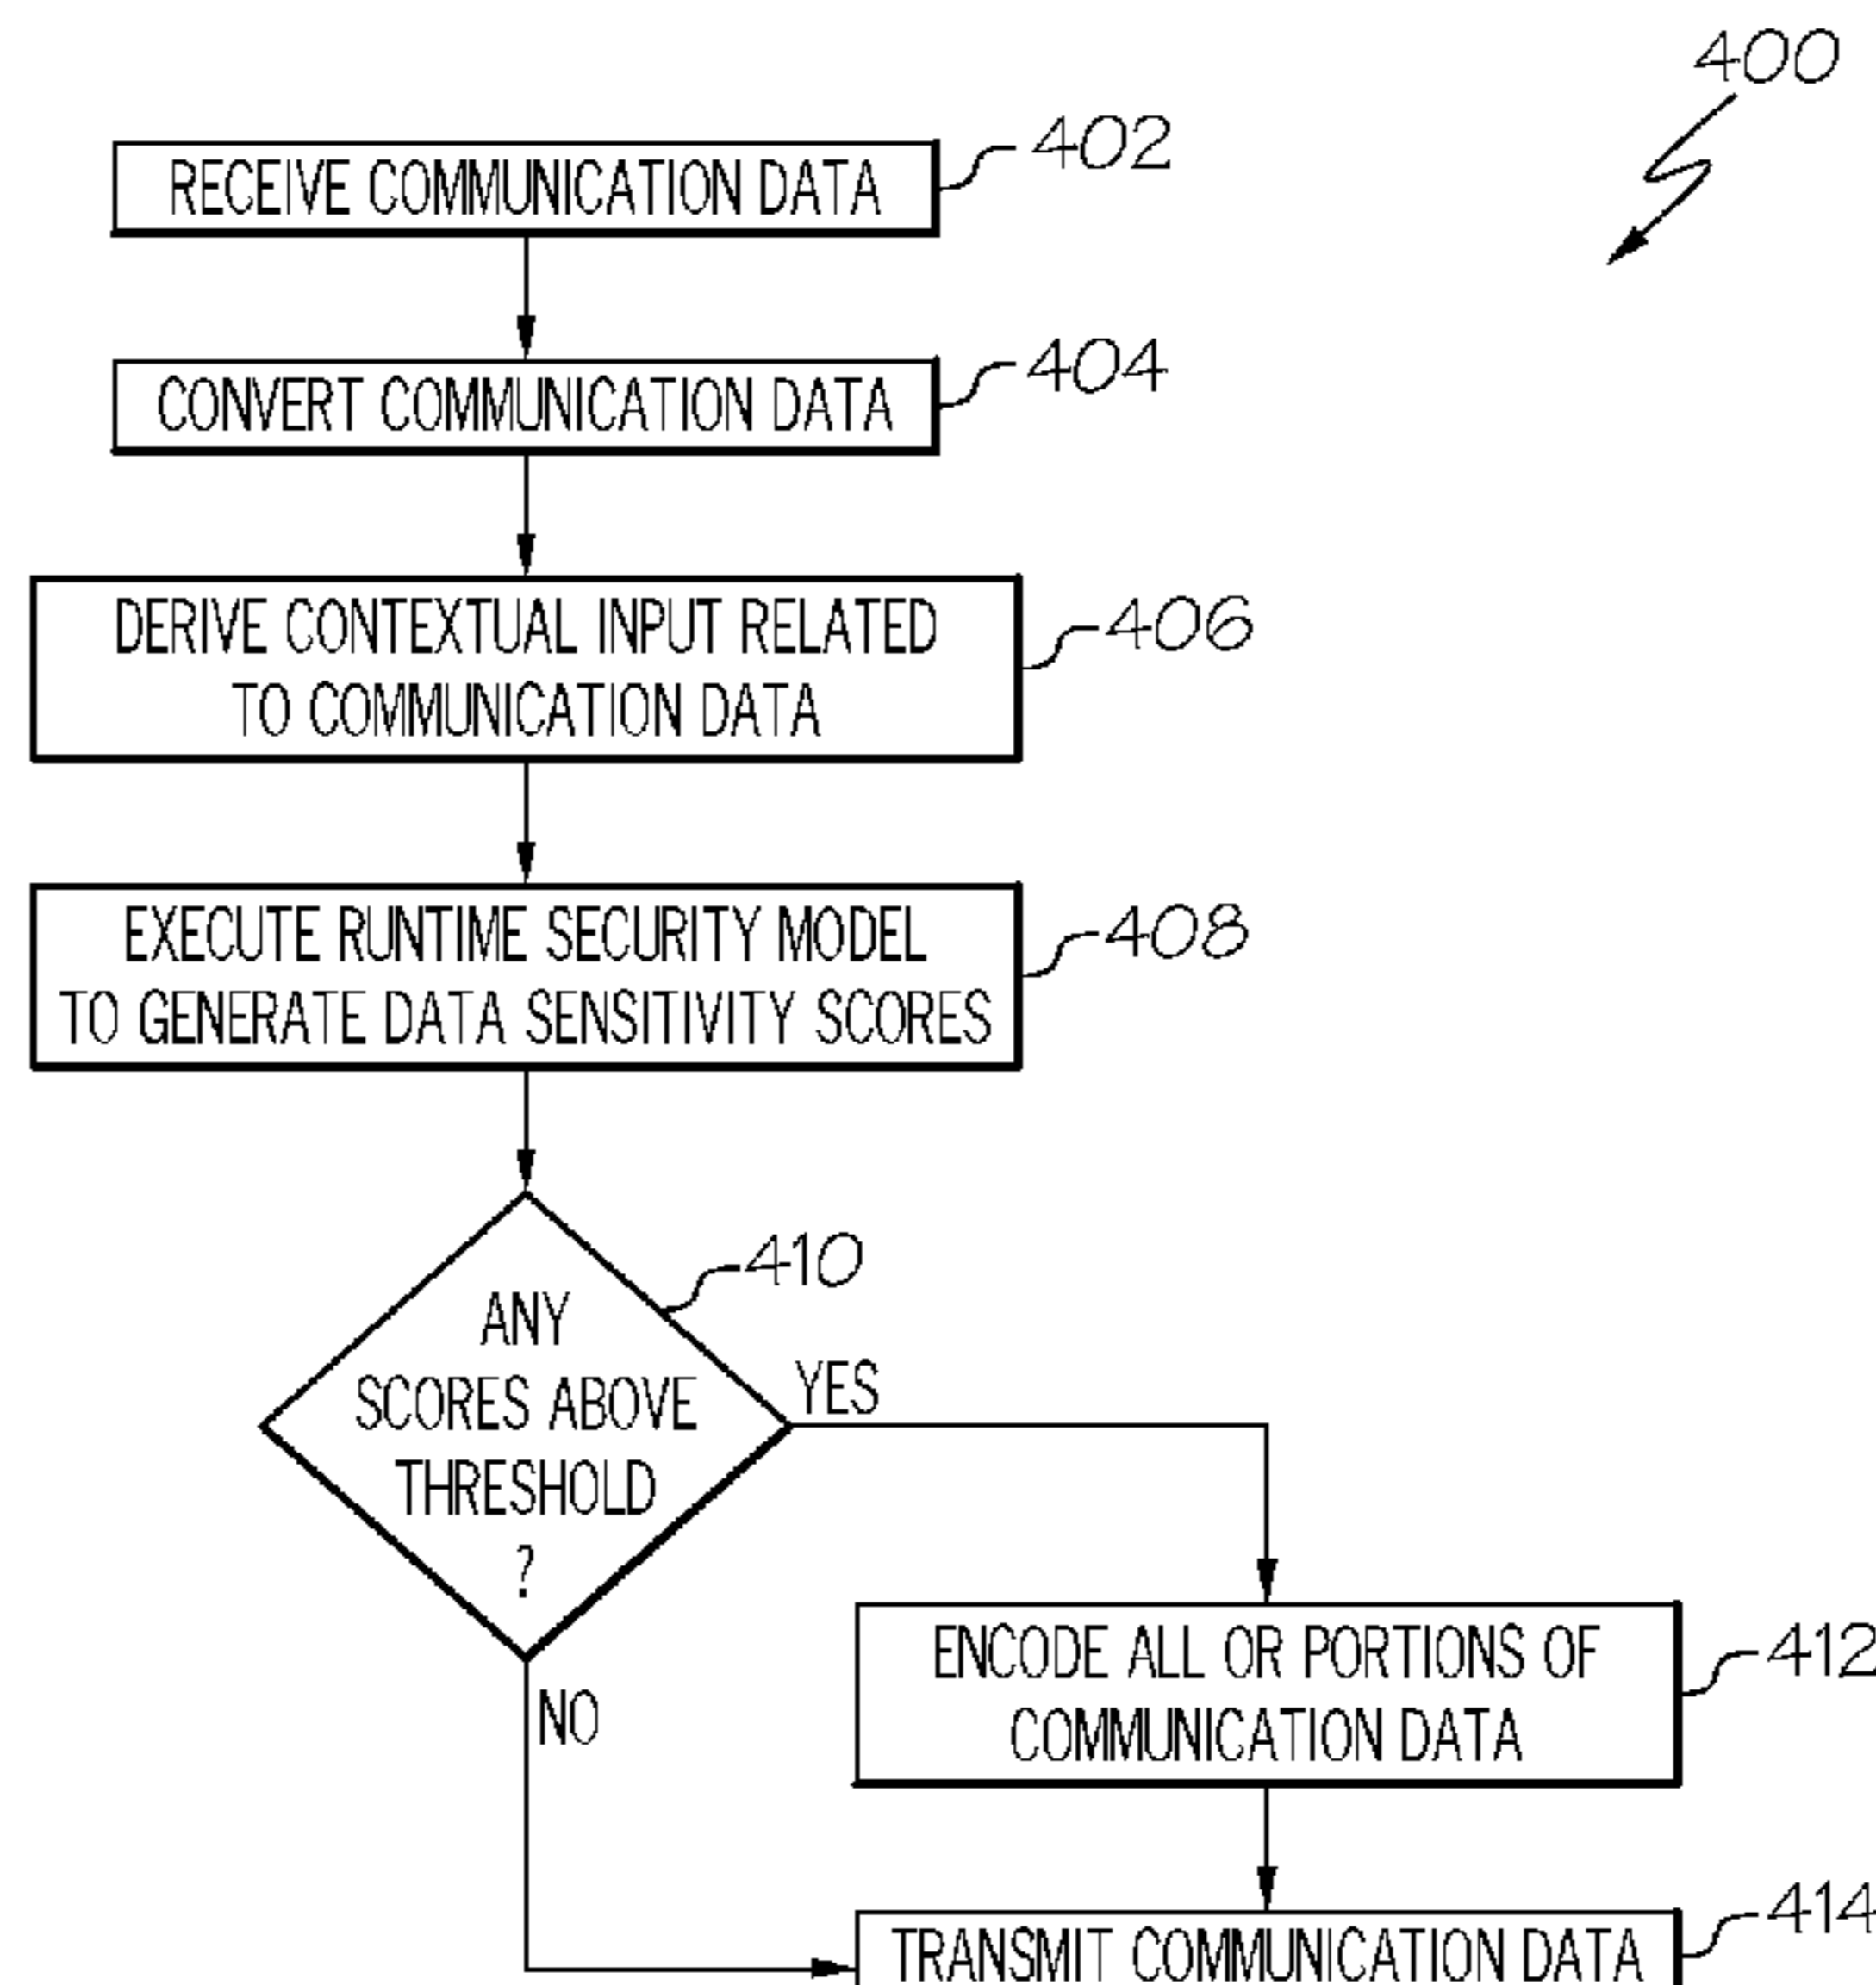 400
RECEIVE COMMUNICATION DATA
402
CONVERT COMMUNICATION DATA
404
DERIVE CONTEXTUAL INPUT RELATED
TO COMMUNICATION DATA
406
EXECUTE RUNTIME SECURITY MODEL
TO GENERATE DATA SENSITIVITY SCORES
408
ANY
SCORES ABOVE
THRESHOLD
?
410
YES
NO
ENCODE ALL OR PORTIONS OF
COMMUNICATION DATA
412
TRANSMIT COMMUNICATION DATA
414